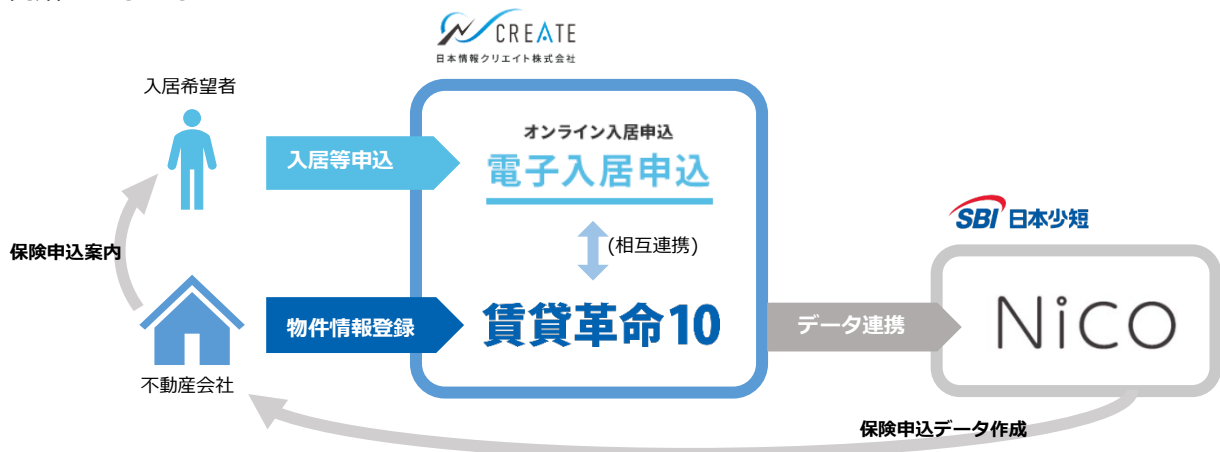 CREATE
日本情報クリエイト株式会社
入居希望者
オンライン入居申込
入居等申込
電子入居申込
SBI 日本少短
(相互連携)
保険申込案内
物件情報登録
賃貸革命10
データ連携
Nico
不動産会社
保険申込データ作成